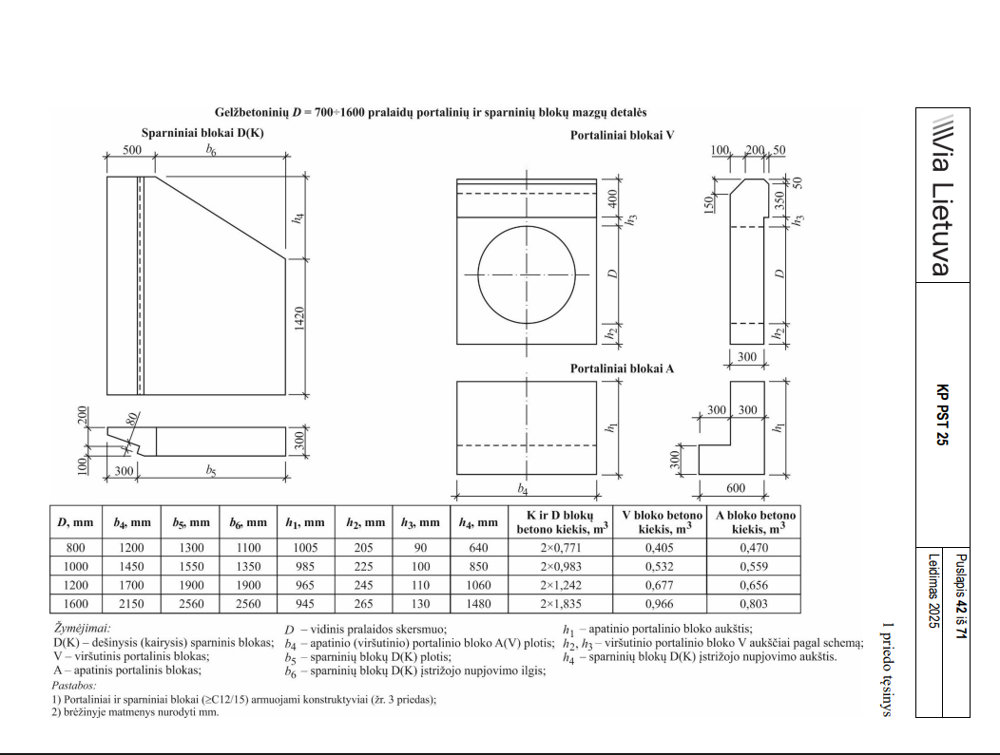 Gelžbetoninių D = 700÷1600 pralaidų portalinių ir sparninių blokų mazgų detalės
Sparniniai blokai D(K)
500
b6
h4
1420
200
80
100
300
b5
300
Portaliniai blokai V
400
h3
D
h2
100
200
50
150
350
50
h3
D
h2
300
Portaliniai blokai A
h1
b4
300
300
300
h1
600
D, mm b4, mm b5, mm b6, mm h1, mm h2, mm h3, mm h4, mm K ir D blokų betono kiekis, m3 V bloko betono kiekis, m3 A bloko betono kiekis, m3
800 1200 1300 1100 1005 205 90 640 2×0,771 0,405 0,470
1000 1450 1550 1350 985 225 100 850 2×0,983 0,532 0,559
1200 1700 1900 1900 965 245 110 1060 2×1,242 0,677 0,656
1600 2150 2560 2560 945 265 130 1480 2×1,835 0,966 0,803
Žymėjimai:
D(K) – dešinysis (kairysis) sparninis blokas;
V – viršutinis portalinis blokas;
A – apatinis portalinis blokas;
D – vidinis pralaidos skersmuo;
b4 – apatinio (viršutinio) portalinio bloko A(V) plotis;
b5 – sparninių blokų D(K) plotis;
b6 – sparninių blokų D(K) įstrižojo nupjovimo ilgis;
h1 – apatinio portalinio bloko aukštis;
h2, h3 – viršutinio portalinio bloko V aukščiai pagal schemą;
h4 – sparninių blokų D(K) įstrižojo nupjovimo aukštis.
Pastabos:
1) Portaliniai ir sparniniai blokai (≥C12/15) armuojami konstruktyviai (žr. 3 priedas);
2) brėžinyje matmenys nurodyti mm.
Via Lietuva
KP PST 25
Puslapis 42 iš 71
Leidimas 2025
1 priedo tęsinys